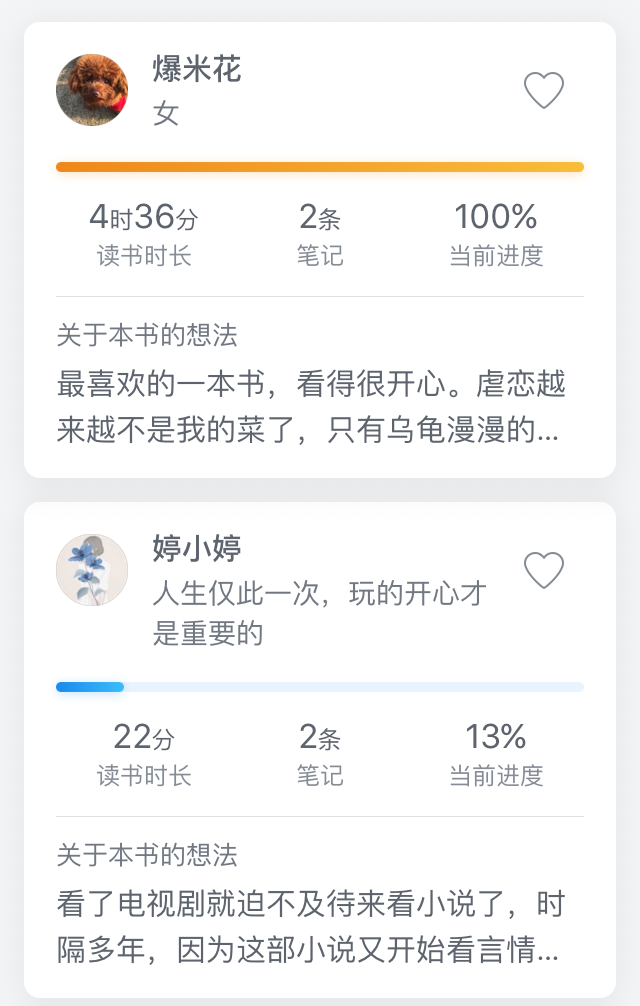 爆米花
女
4时36分 2条 100%
读书时长 笔记 当前进度
关于本书的想法
最喜欢的一本书，看得很开心。虐恋越
来越不是我的菜了，只有乌龟漫漫的...
婷小婷
人生仅此一次，玩的开心才
是重要的
22分 2条 13%
读书时长 笔记 当前进度
关于本书的想法
看了电视剧就迫不及待来看小说了，时
隔多年，因为这部小说又开始看言情...